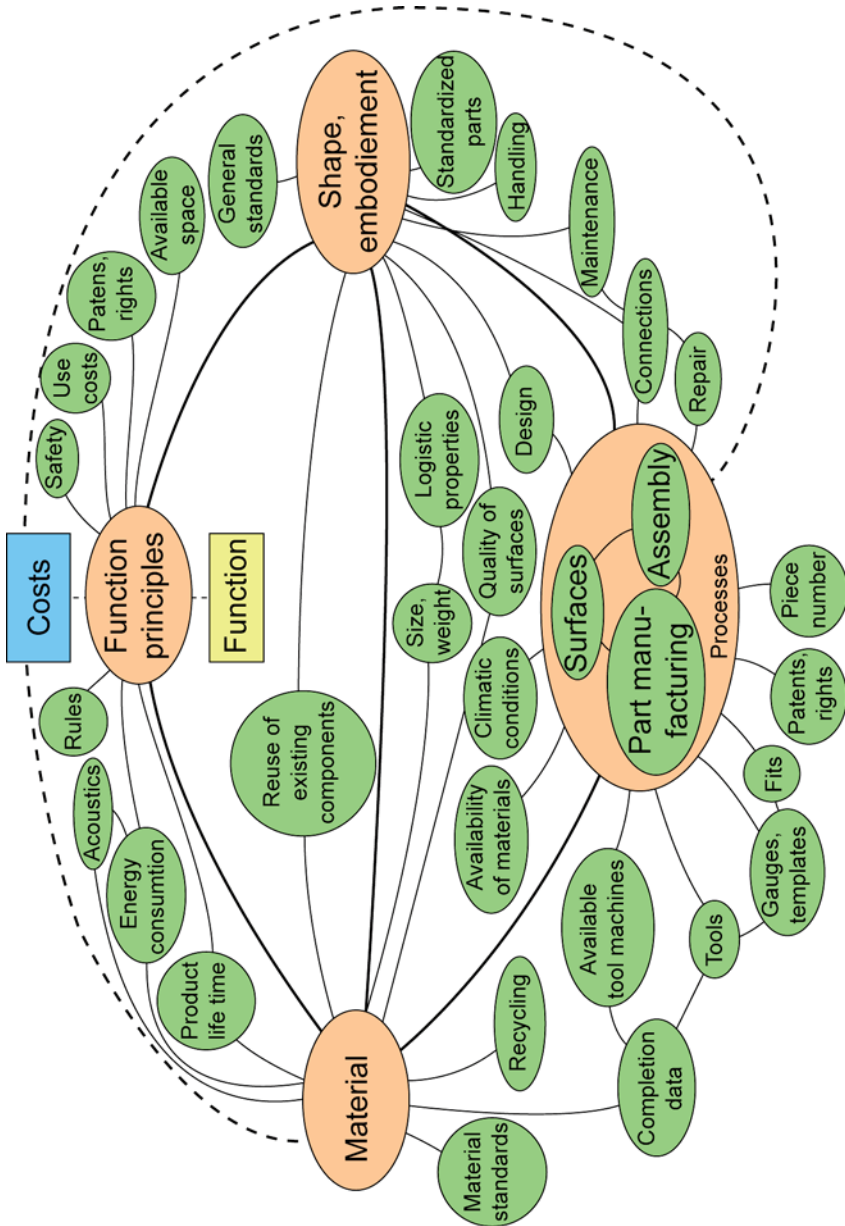 Costs
Function
principles
Function
Rules
Acoustics
Energy
consumtion
Product
life time
Safety
Use
costs
Patens,
rights
Available
space
General
standards
Material
Shape,
embodiement
Reuse of
existing
components
Size,
weight
Logistic
properties
Standardized
parts
Handling
Material
standards
Recycling
Availability
of materials
Climatic
conditions
Quality of
surfaces
Design
Maintenance
Connections
Repair
Completion
data
Available
tool machines
Tools
Gauges,
templates
Fits
Surfaces
Part manu-
facturing
Assembly
Processes
Patents,
rights
Piece
number